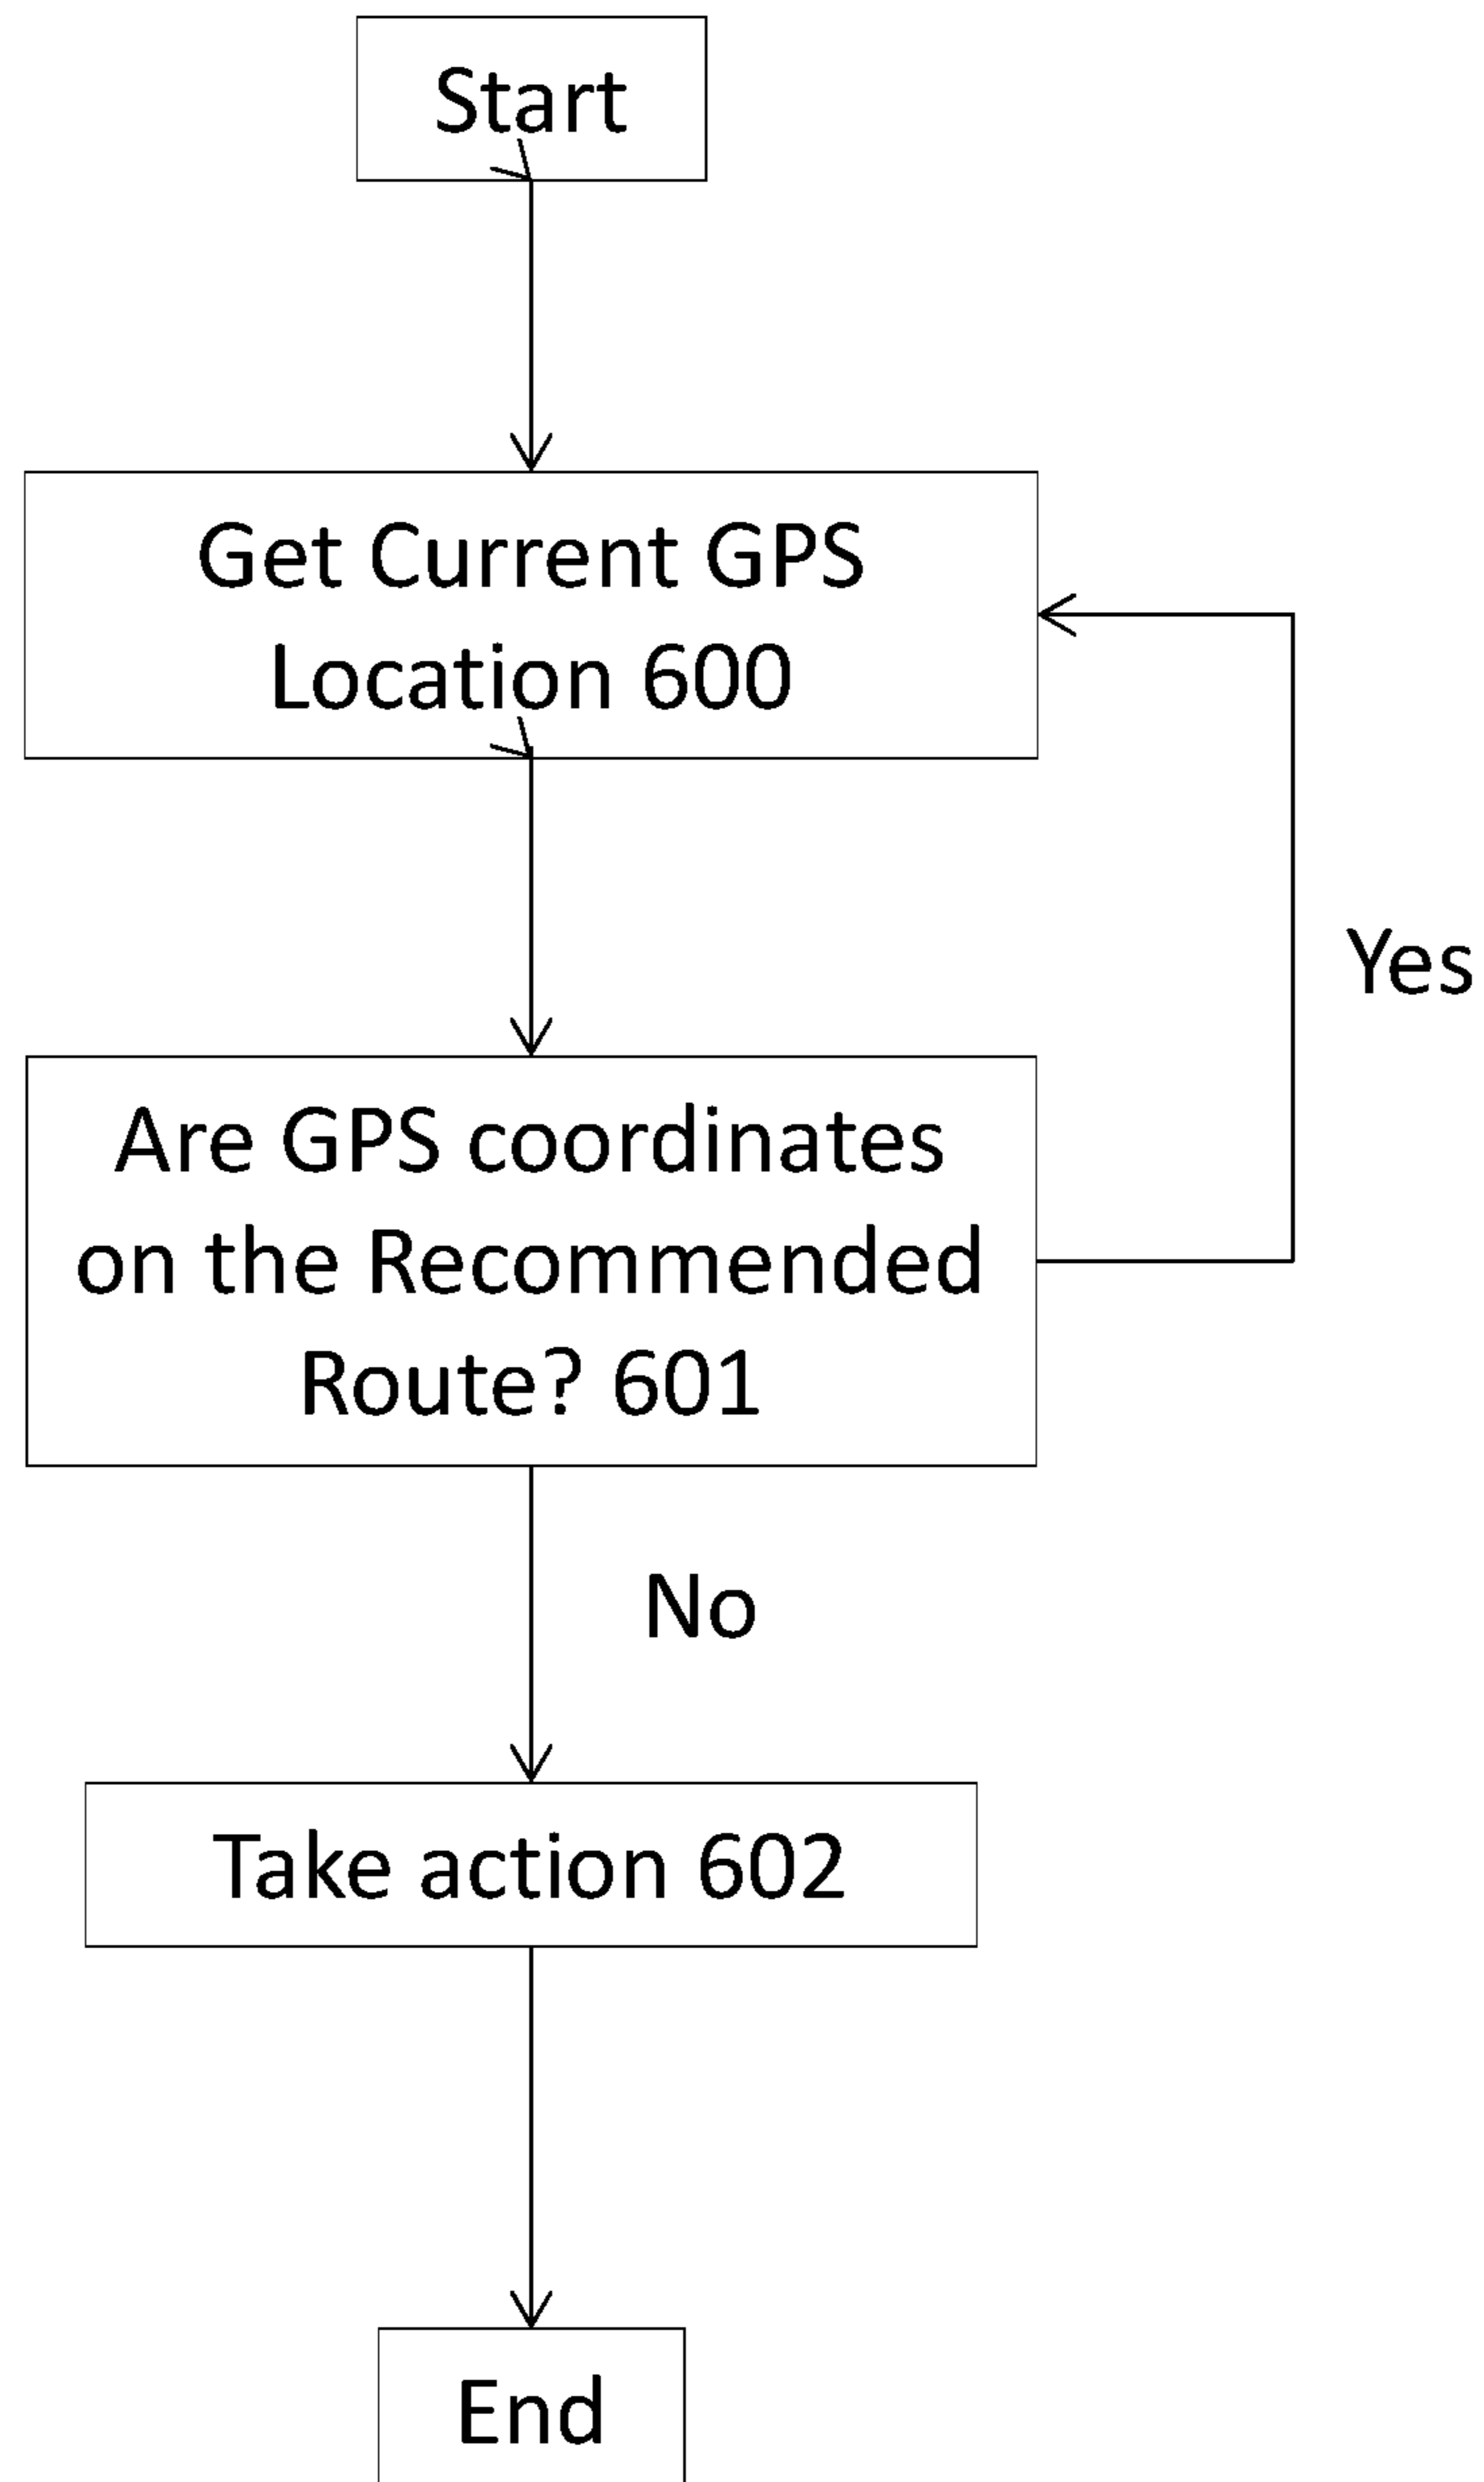 Start
Get Current GPS
Location 600
Yes
Are GPS coordinates
on the Recommended
Route? 601
No
Take action 602
End